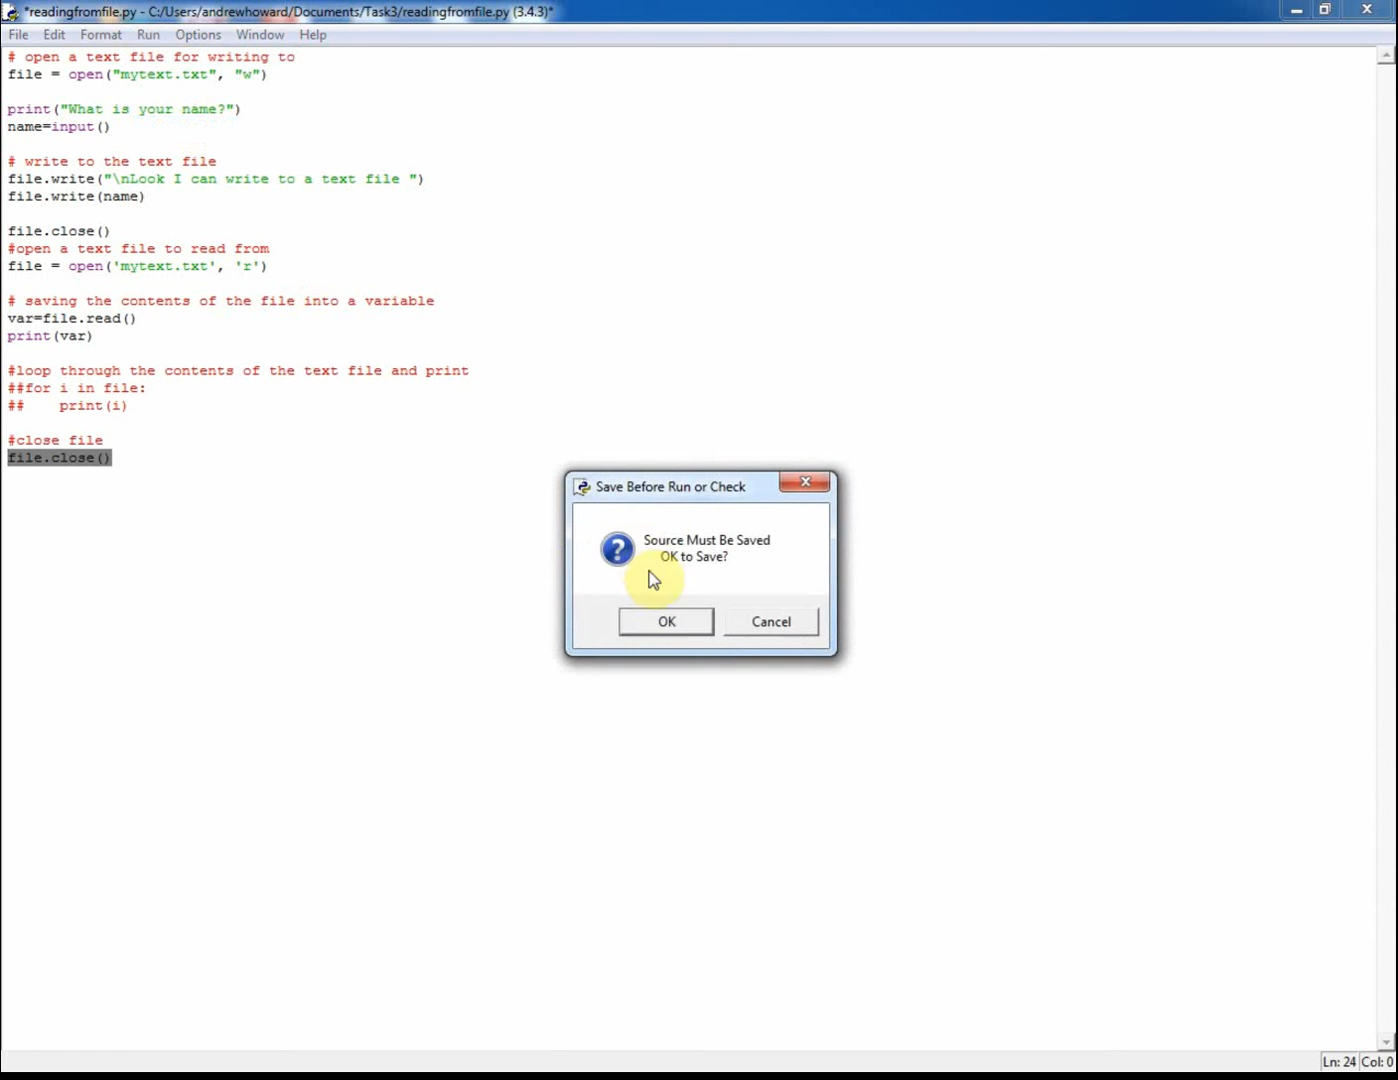 *readingfromfile.py - C:/Users/andrewhoward/Documents/Task3/readingfromfile.py (3.4.3)*
File Edit Format Run Options Window Help
# open a text file for writing to
file = open("mytext.txt", "w")
print("What is your name?")
name=input()
# write to the text file
file.write("\nLook I can write to a text file ")
file.write(name)
file.close()
#open a text file to read from
file = open('mytext.txt', 'r')
# saving the contents of the file into a variable
var=file.read()
print(var)
#loop through the contents of the text file and print
##for i in file:
##    print(i)
#close file
file.close()
Save Before Run or Check
Source Must Be Saved
OK to Save?
OK Cancel
Ln: 24 Col: 0